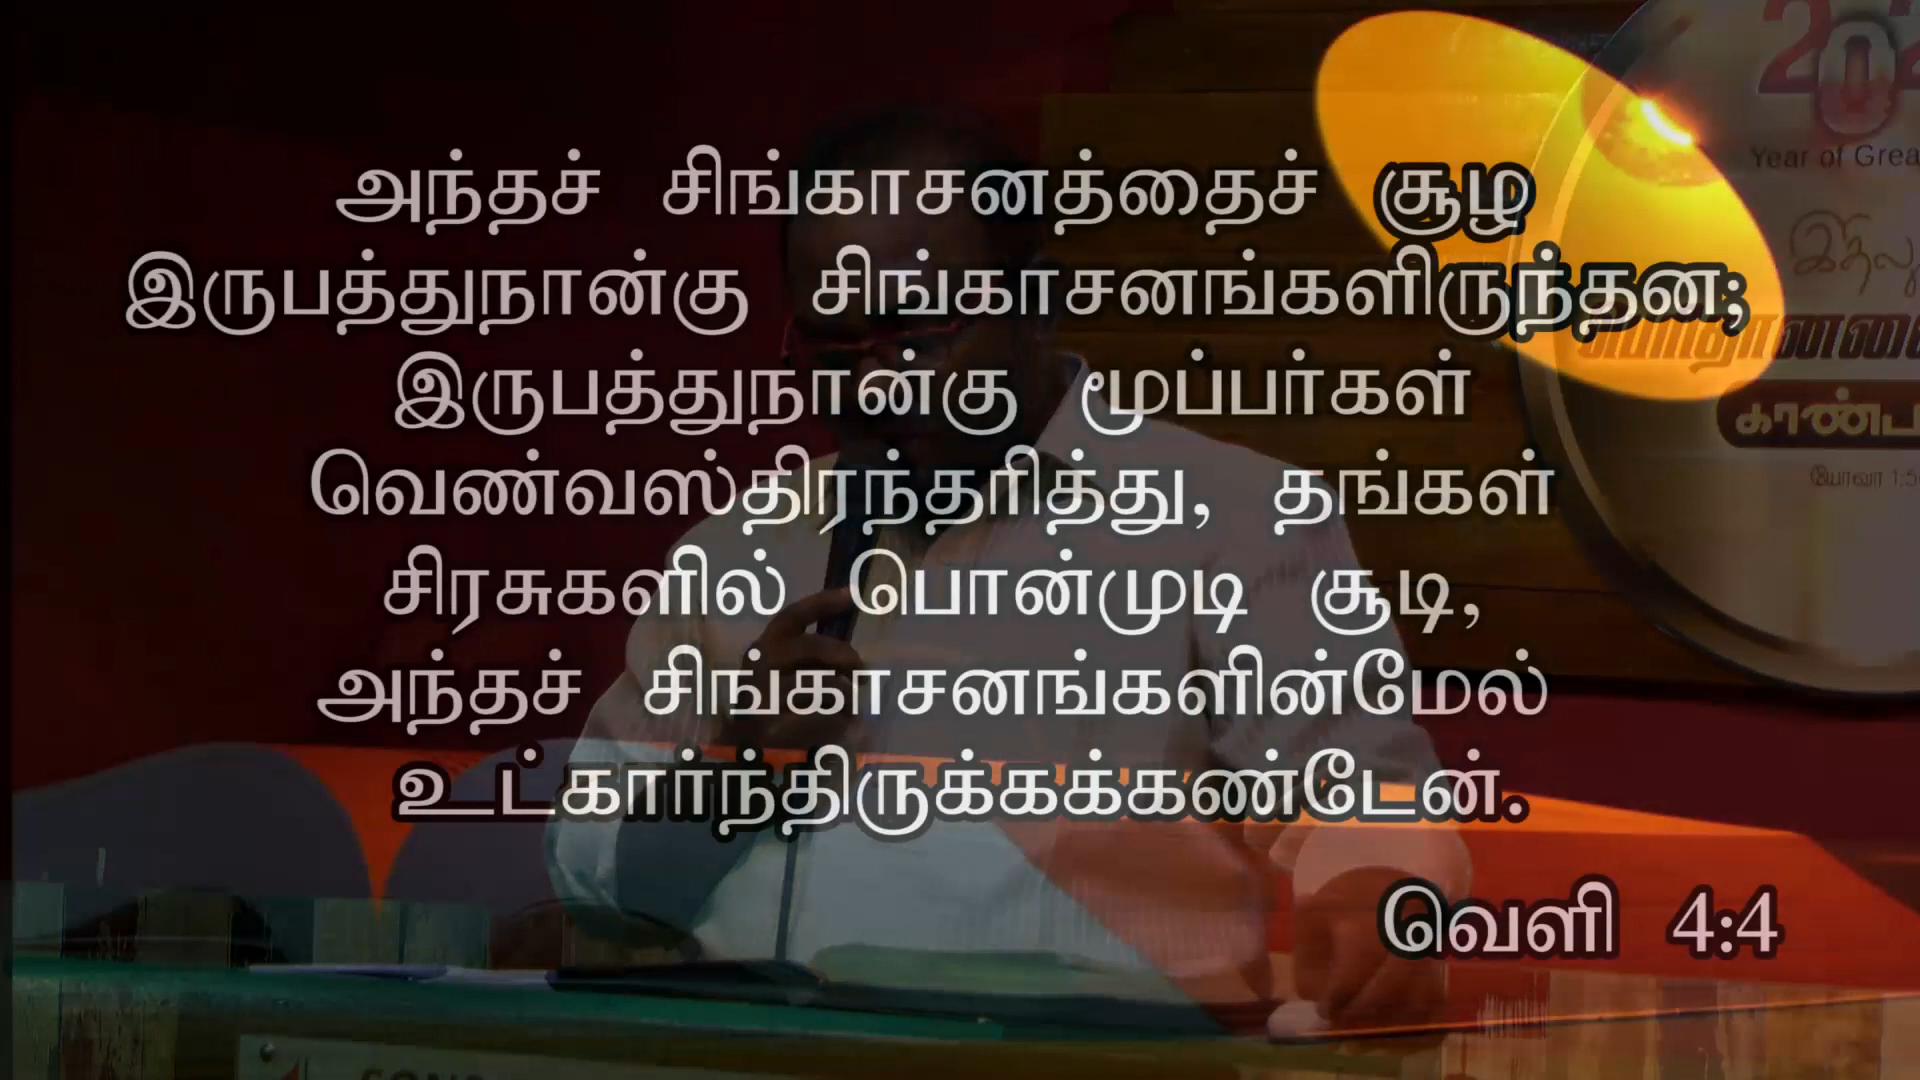 அந்தச் சிங்காசனத்தைச் சூழ
இருபத்துநான்கு சிங்காசனங்களிருந்தன;
இருபத்துநான்கு மூப்பர்கள்
வெண்வஸ்திரந்தரித்து, தங்கள்
சிரசுகளில் பொன்முடி சூடி,
அந்தச் சிங்காசனங்களின்மேல்
உட்கார்ந்திருக்கக்கண்டேன்.
வெளி 4:4
Year of